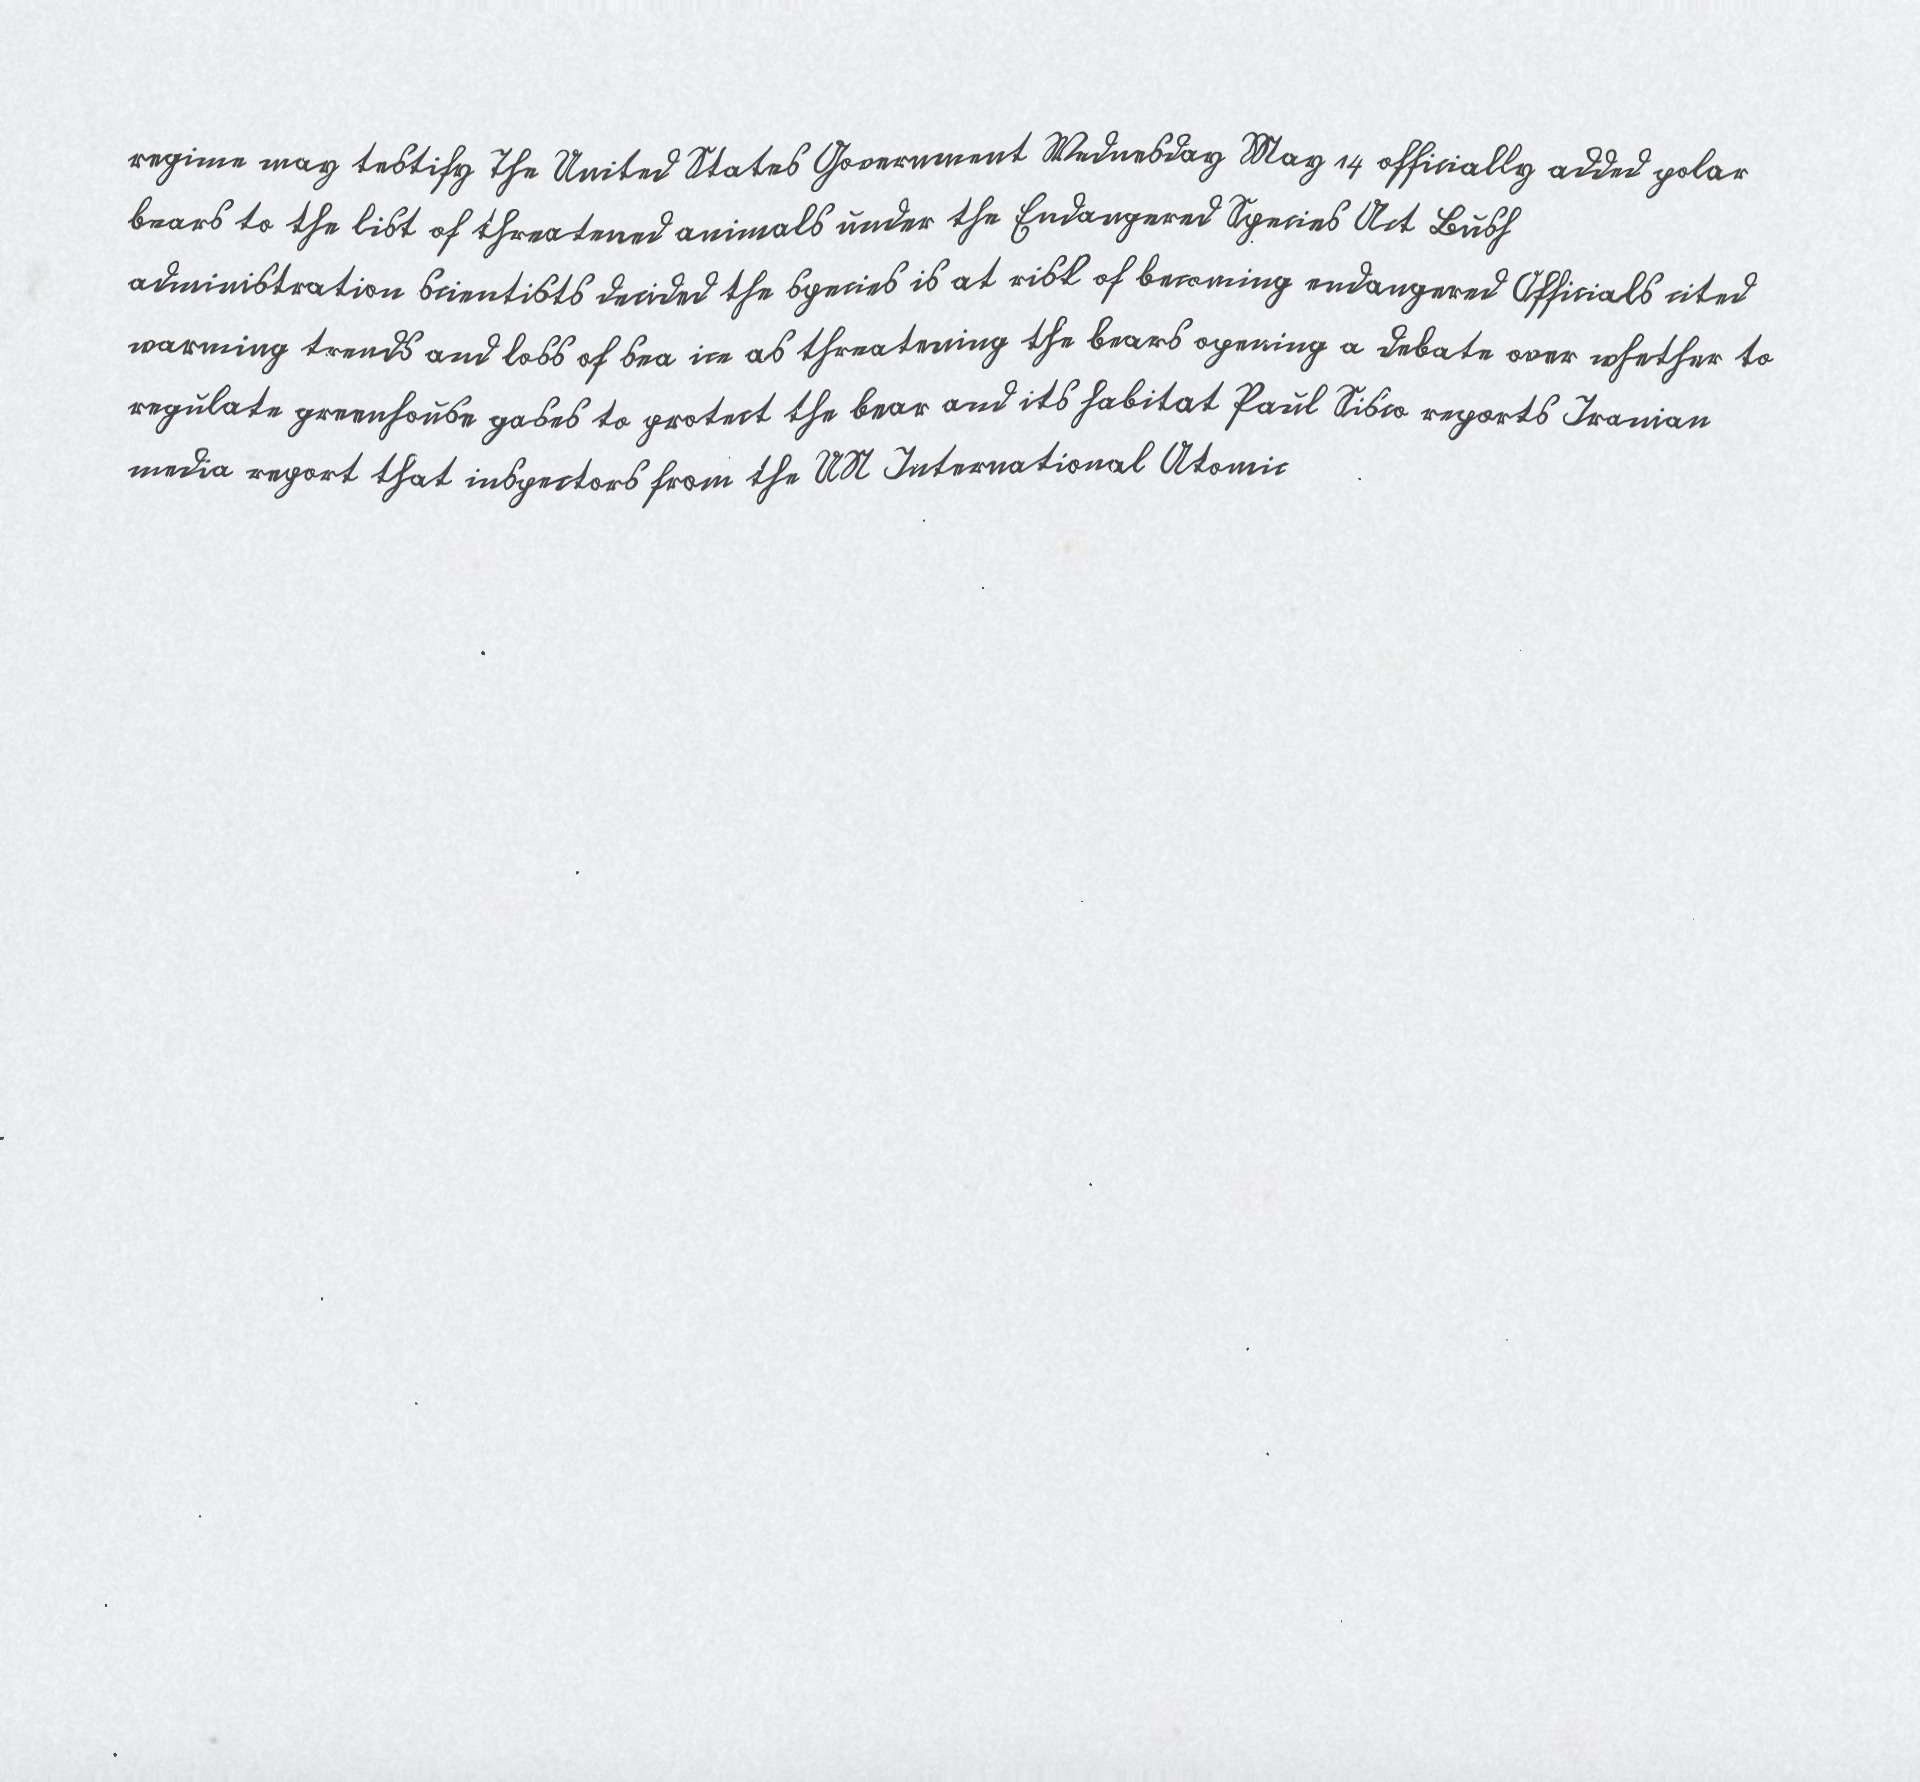 regime may testify The United States Government Wednesday May 14 officially added polar
bears to the list of threatened animals under the Endangered Species Act Bush
administration scientists decided the species is at risk of becoming endangered Officials cited
warming trends and loss of sea ice as threatening the bears opening a debate over whether to
regulate greenhouse gases to protect the bear and its habitat Paul Sisco reports Iranian
media report that inspectors from the UN International Atomic